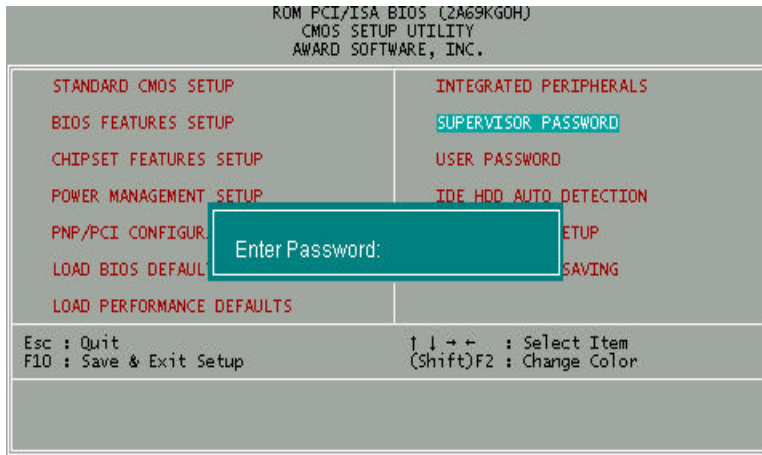 ROM PCI/ISA BIOS (2A69KGOH)
CMOS SETUP UTILITY
AWARD SOFTWARE, INC.
STANDARD CMOS SETUP
BIOS FEATURES SETUP
CHIPSET FEATURES SETUP
POWER MANAGEMENT SETUP
PNP/PCI CONFIGUR
LOAD BIOS DEFAUL
LOAD PERFORMANCE DEFAULTS
INTEGRATED PERIPHERALS
SUPERVISOR PASSWORD
USER PASSWORD
IDE HDD AUTO DETECTION
ETUP
SAVING
Enter Password:
Esc : Quit
F10 : Save & Exit Setup
↑ ↓ → ← : Select Item
(Shift)F2 : Change Color